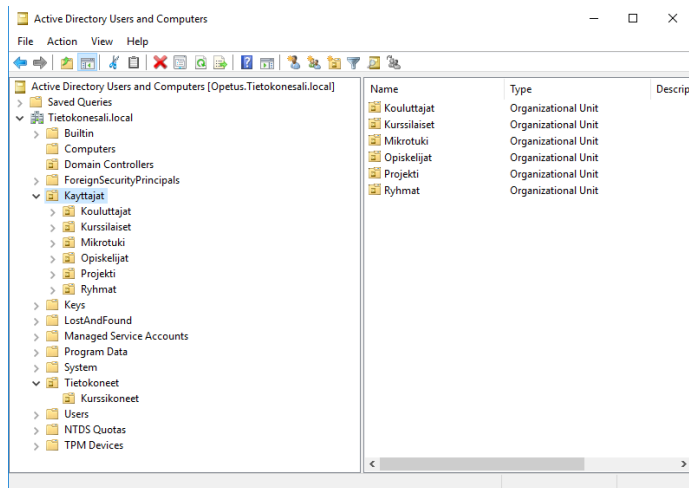 Active Directory Users and Computers
File Action View Help
Active Directory Users and Computers [Opetus.Tietokonesali.local]
Saved Queries
Tietokonesali.local
Builtin
Computers
Domain Controllers
ForeignSecurityPrincipals
Kayttajat
Kouluttajat
Kurssilaiset
Mikrotuki
Opiskelijat
Projekti
Ryhmat
Keys
LostAndFound
Managed Service Accounts
Program Data
System
Tietokoneet
Kurssikoneet
Users
NTDS Quotas
TPM Devices
Name Type Descrip
Kouluttajat Organizational Unit
Kurssilaiset Organizational Unit
Mikrotuki Organizational Unit
Opiskelijat Organizational Unit
Projekti Organizational Unit
Ryhmat Organizational Unit